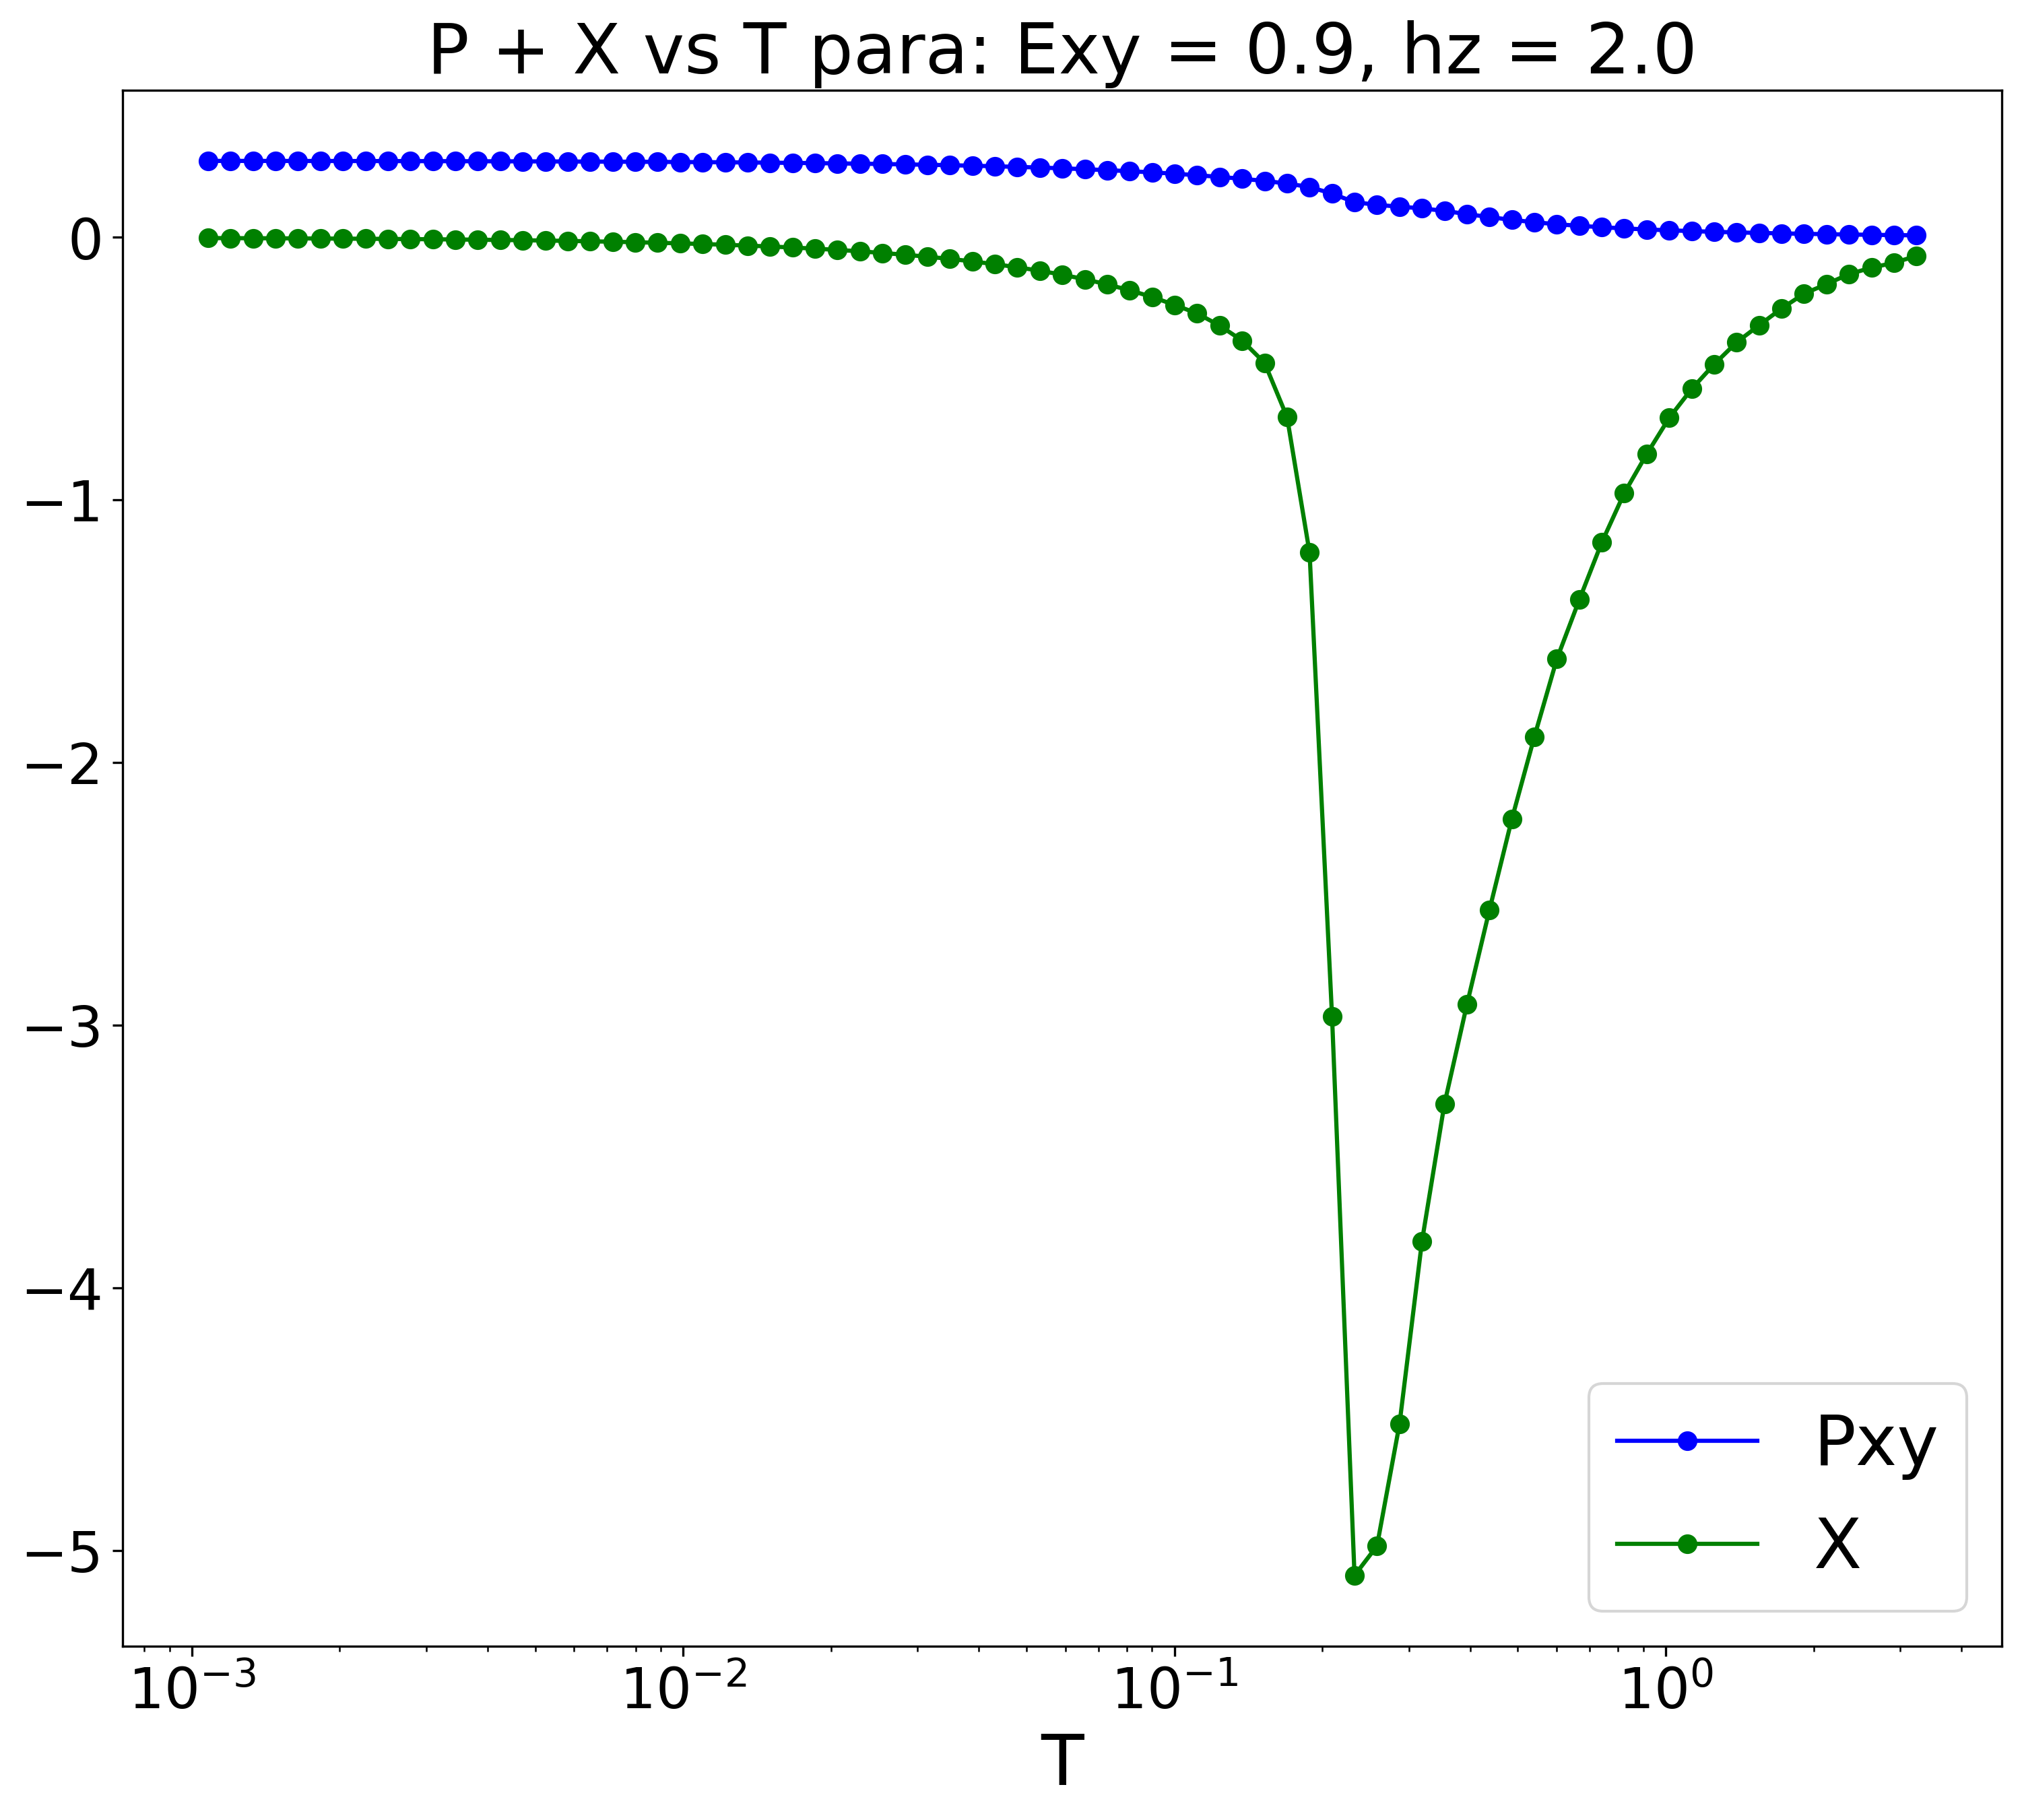 P + X vs T para: Exy = 0.9, hz = 2.0
0
−1
−2
−3
−4
−5
Pxy
X
10⁻³ 10⁻² 10⁻¹ 10⁰
T